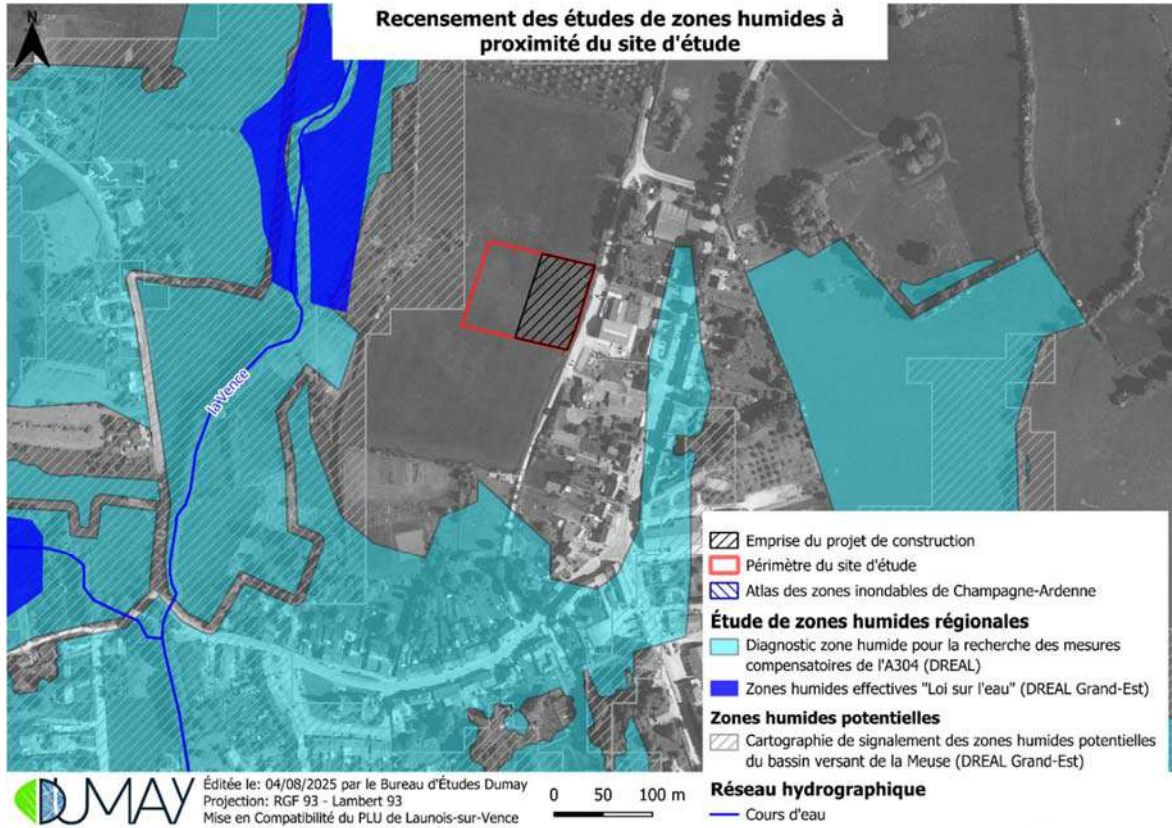 Recensement des études de zones humides à
proximité du site d'étude
N
la Vence
Emprise du projet de construction
Périmètre du site d'étude
Atlas des zones inondables de Champagne-Ardenne
Étude de zones humides régionales
Diagnostic zone humide pour la recherche des mesures
compensatoires de l'A304 (DREAL)
Zones humides effectives "Loi sur l'eau" (DREAL Grand-Est)
Zones humides potentielles
Cartographie de signalement des zones humides potentielles
du bassin versant de la Meuse (DREAL Grand-Est)
Réseau hydrographique
Cours d'eau
DUMAY
Éditée le: 04/08/2025 par le Bureau d'Études Dumay
Projection: RGF 93 - Lambert 93
Mise en Compatibilité du PLU de Launois-sur-Vence
0 50 100 m